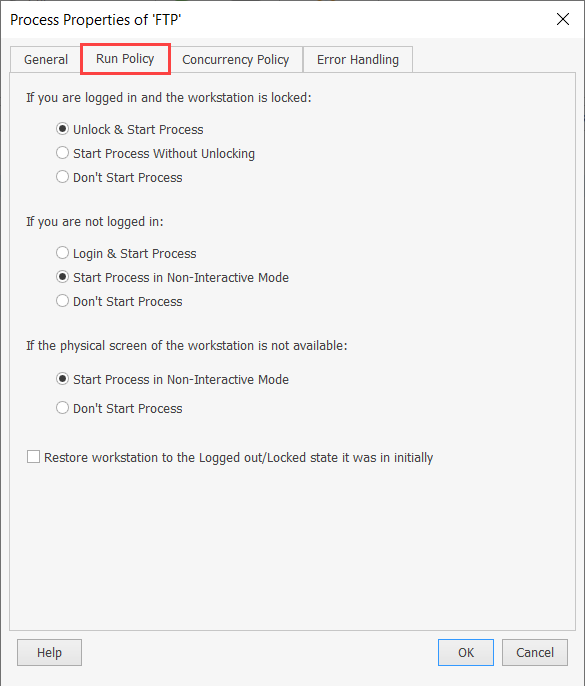 Process Properties of 'FTP'
General Run Policy Concurrency Policy Error Handling
If you are logged in and the workstation is locked:
Unlock & Start Process
Start Process Without Unlocking
Don't Start Process
If you are not logged in:
Login & Start Process
Start Process in Non-Interactive Mode
Don't Start Process
If the physical screen of the workstation is not available:
Start Process in Non-Interactive Mode
Don't Start Process
Restore workstation to the Logged out/Locked state it was in initially
Help OK Cancel